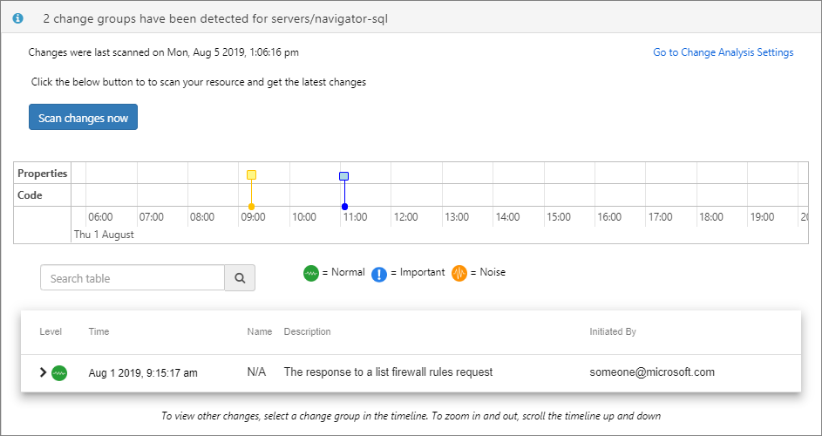 2 change groups have been detected for servers/navigator-sql
Changes were last scanned on Mon, Aug 5 2019, 1:06:16 pm
Go to Change Analysis Settings
Click the below button to to scan your resource and get the latest changes
Scan changes now
Properties
Code
06:00 07:00 08:00 09:00 10:00 11:00 12:00 13:00 14:00 15:00 16:00 17:00 18:00 19:00 20
Thu 1 August
Search table
= Normal ! = Important = Noise
Level Time Name Description Initiated By
Aug 1 2019, 9:15:17 am N/A The response to a list firewall rules request someone@microsoft.com
To view other changes, select a change group in the timeline. To zoom in and out, scroll the timeline up and down